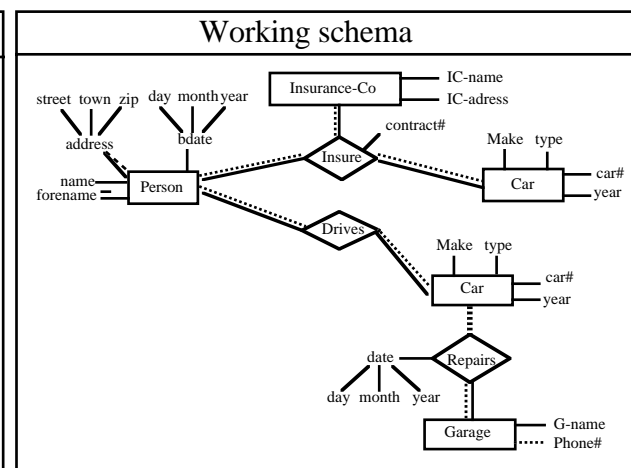 Working schema
Insurance-Co
IC-name
IC-adress
street town zip
day month year
contract#
address
bdate
Insure
Make type
name
forename
Person
Car
car#
year
Drives
Make type
Car
car#
year
date
Repairs
day month year
Garage
G-name
Phone#